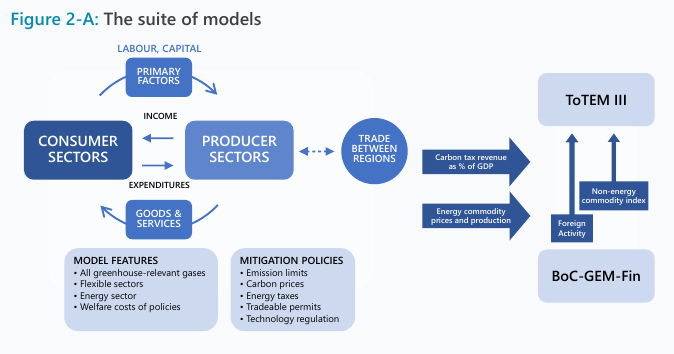 Figure 2-A: The suite of models
LABOUR, CAPITAL
PRIMARY
FACTORS
INCOME
CONSUMER
SECTORS
PRODUCER
SECTORS
TRADE
BETWEEN
REGIONS
EXPENDITURES
GOODS &
SERVICES
MODEL FEATURES
• All greenhouse-relevant gases
• Flexible sectors
• Energy sector
• Welfare costs of policies
MITIGATION POLICIES
• Emission limits
• Carbon prices
• Energy taxes
• Tradeable permits
• Technology regulation
Carbon tax revenue
as % of GDP
Energy commodity
prices and production
ToTEM III
Non-energy
commodity index
Foreign
Activity
BoC-GEM-Fin